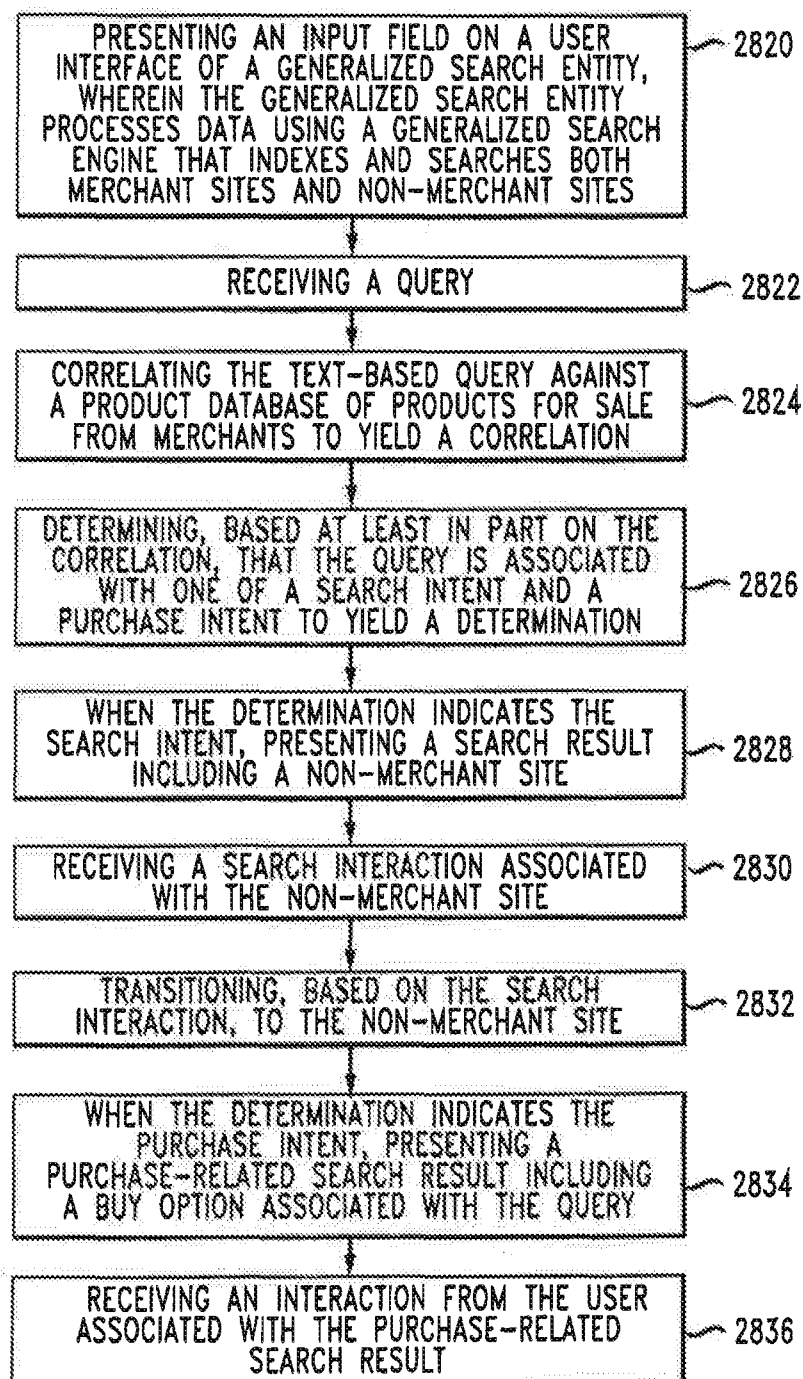 PRESENTING AN INPUT FIELD ON A USER
INTERFACE OF A GENERALIZED SEARCH ENTITY,
WHEREIN THE GENERALIZED SEARCH ENTITY
PROCESSES DATA USING A GENERALIZED SEARCH
ENGINE THAT INDEXES AND SEARCHES BOTH
MERCHANT SITES AND NON-MERCHANT SITES
2820
RECEIVING A QUERY
2822
CORRELATING THE TEXT-BASED QUERY AGAINST
A PRODUCT DATABASE OF PRODUCTS FOR SALE
FROM MERCHANTS TO YIELD A CORRELATION
2824
DETERMINING, BASED AT LEAST IN PART ON THE
CORRELATION, THAT THE QUERY IS ASSOCIATED
WITH ONE OF A SEARCH INTENT AND A
PURCHASE INTENT TO YIELD A DETERMINATION
2826
WHEN THE DETERMINATION INDICATES THE
SEARCH INTENT, PRESENTING A SEARCH RESULT
INCLUDING A NON-MERCHANT SITE
2828
RECEIVING A SEARCH INTERACTION ASSOCIATED
WITH THE NON-MERCHANT SITE
2830
TRANSITIONING, BASED ON THE SEARCH
INTERACTION, TO THE NON-MERCHANT SITE
2832
WHEN THE DETERMINATION INDICATES THE
PURCHASE INTENT, PRESENTING A
PURCHASE-RELATED SEARCH RESULT INCLUDING
A BUY OPTION ASSOCIATED WITH THE QUERY
2834
RECEIVING AN INTERACTION FROM THE USER
ASSOCIATED WITH THE PURCHASE-RELATED
SEARCH RESULT
2836